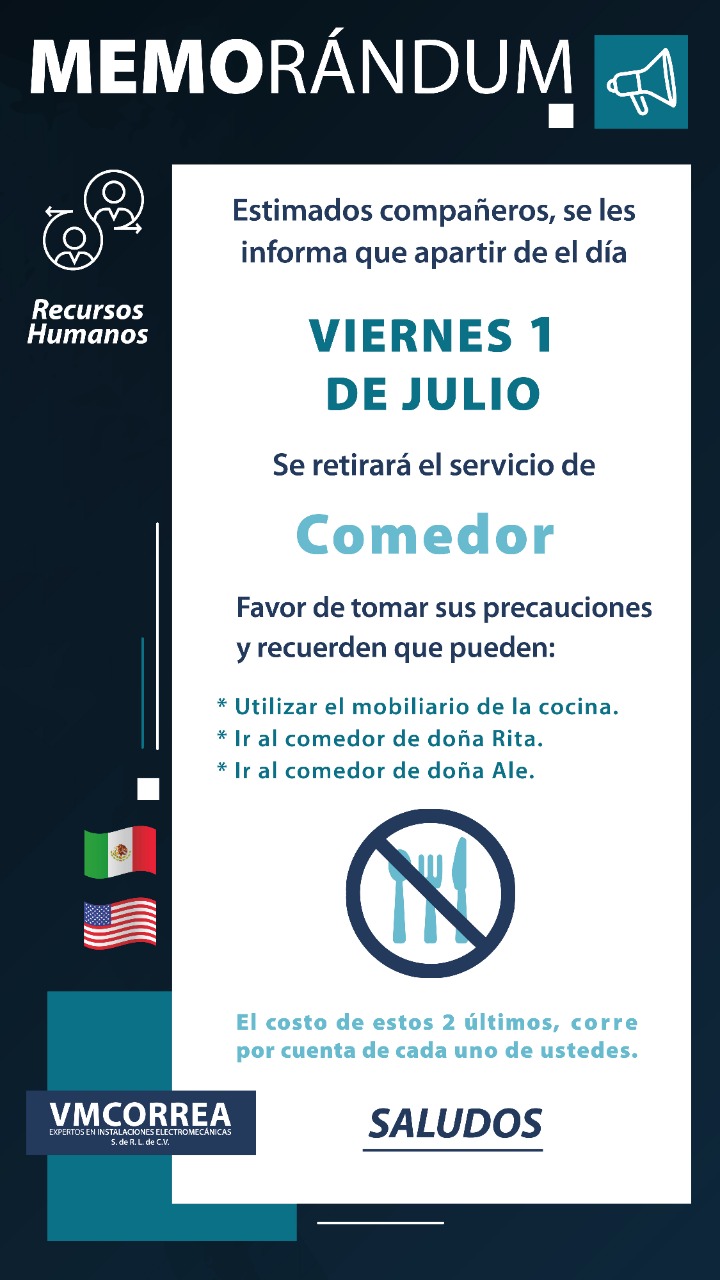 MEMORÁNDUM
Recursos
Humanos
Estimados compañeros, se les
informa que apartir de el día
VIERNES 1
DE JULIO
Se retirará el servicio de
Comedor
Favor de tomar sus precauciones
y recuerden que pueden:
* Utilizar el mobiliario de la cocina.
* Ir al comedor de doña Rita.
* Ir al comedor de doña Ale.
El costo de estos 2 últimos, corre
por cuenta de cada uno de ustedes.
VMCORREA
EXPERTOS EN INSTALACIONES ELECTROMECÁNICAS
S. de R. L. de C.V.
SALUDOS